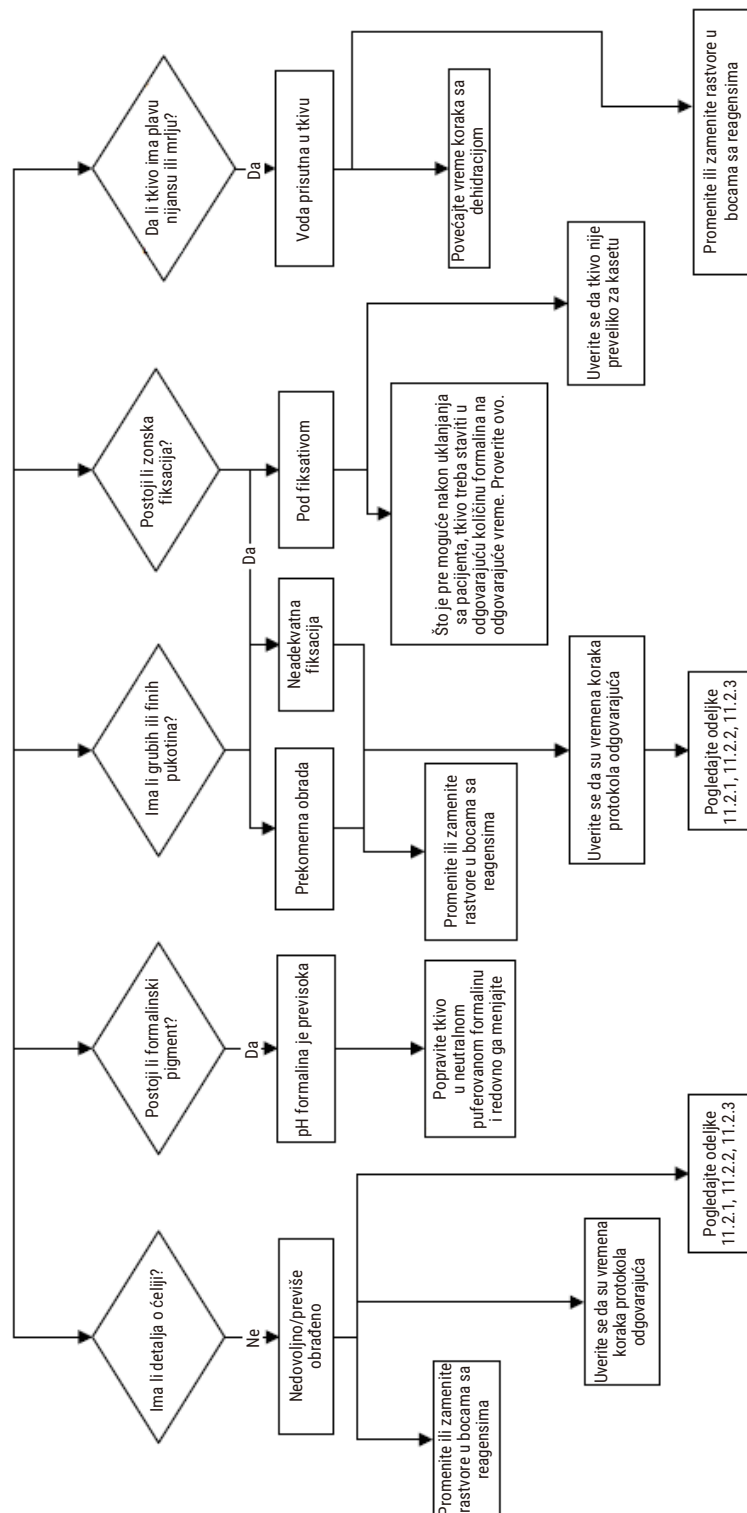 Ima li detalja o ćeliji?
Ne
Nedovoljno/previše
obrađeno
Promenite ili zamenite
rastvore u bocama sa
reagensima
Uverite se da su vremena
koraka protokola
odgovarajuća
Pogledajte odeljke
11.2.1, 11.2.2, 11.2.3
Postoji li formalinski
pigment?
Da
pH formalina je previsoka
Popravite tkivo
u neutralnom
puferovanom formalinu
i redovno ga menjajte
Ima li grubih ili finih
pukotina?
Prekomerna obrada
Neadekvatna
fiksacija
Promenite ili zamenite
rastvore u bocama sa
reagensima
Uverite se da su vremena koraka
protokola odgovarajuća
Pogledajte odeljke
11.2.1, 11.2.2, 11.2.3
Postoji li zonska
fiksacija?
Da
Pod fiksativom
Što je pre moguće nakon uklanjanja
sa pacijenta, tkivo treba staviti u
odgovarajuću količinu formalina na
odgovarajuće vreme. Proverite ovo.
Uverite se da tkivo nije
preveliko za kasetu
Da li tkivo ima plavu
nijansu ili mrlju?
Da
Voda prisutna u tkivu
Povećajte vreme koraka sa
dehidracijom
Promenite ili zamenite rastvore u
bocama sa reagensima